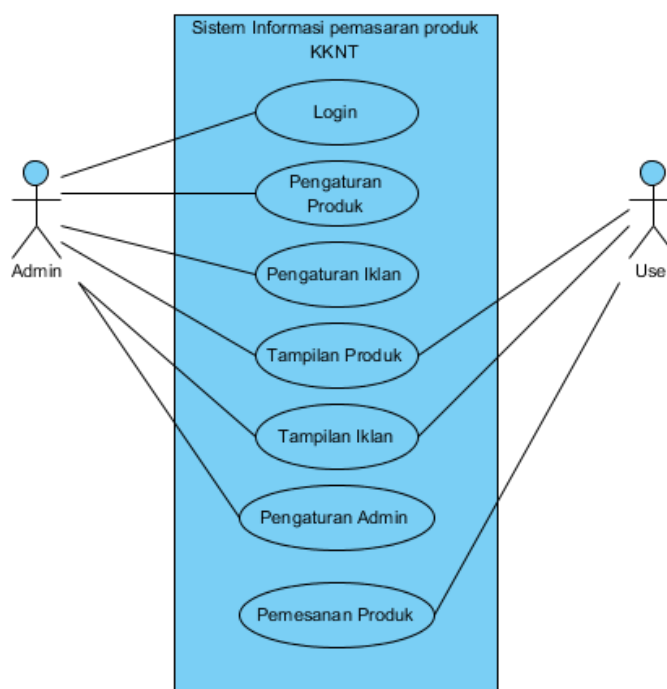 Sistem Informasi pemasaran produk
KKNT
Login
Pengaturan
Produk
Admin
Pengaturan Iklan
Use
Tampilan Produk
Tampilan Iklan
Pengaturan Admin
Pemesanan Produk